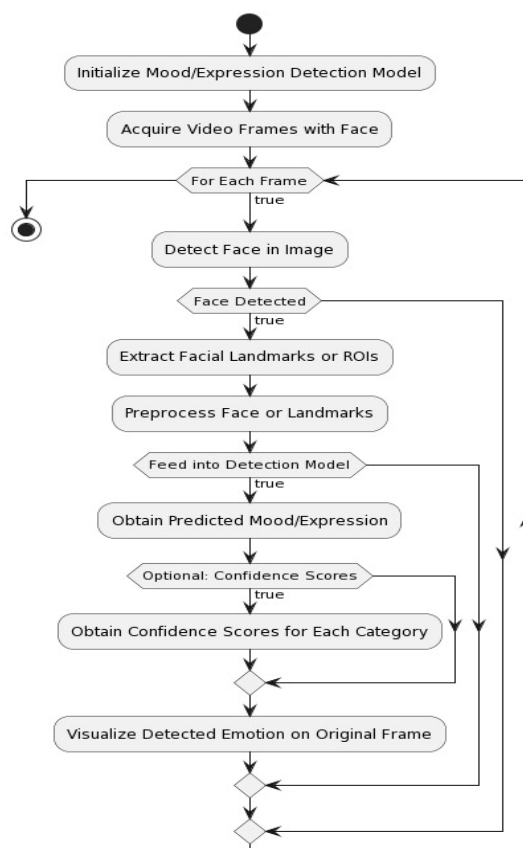 Initialize Mood/Expression Detection Model
Acquire Video Frames with Face
For Each Frame
true
Detect Face in Image
Face Detected
true
Extract Facial Landmarks or ROIs
Preprocess Face or Landmarks
Feed into Detection Model
true
Obtain Predicted Mood/Expression
Optional: Confidence Scores
true
Obtain Confidence Scores for Each Category
Visualize Detected Emotion on Original Frame